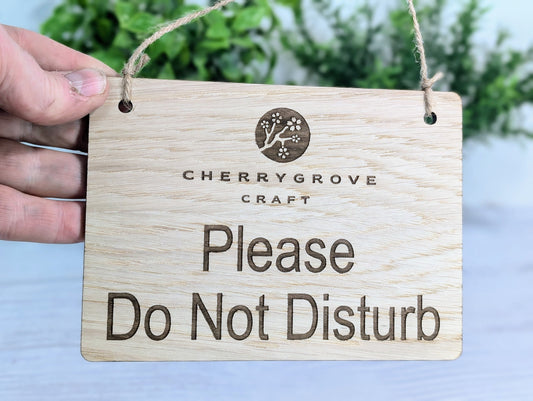 CHERRYGROVE
CRAFT
Please
Do Not Disturb